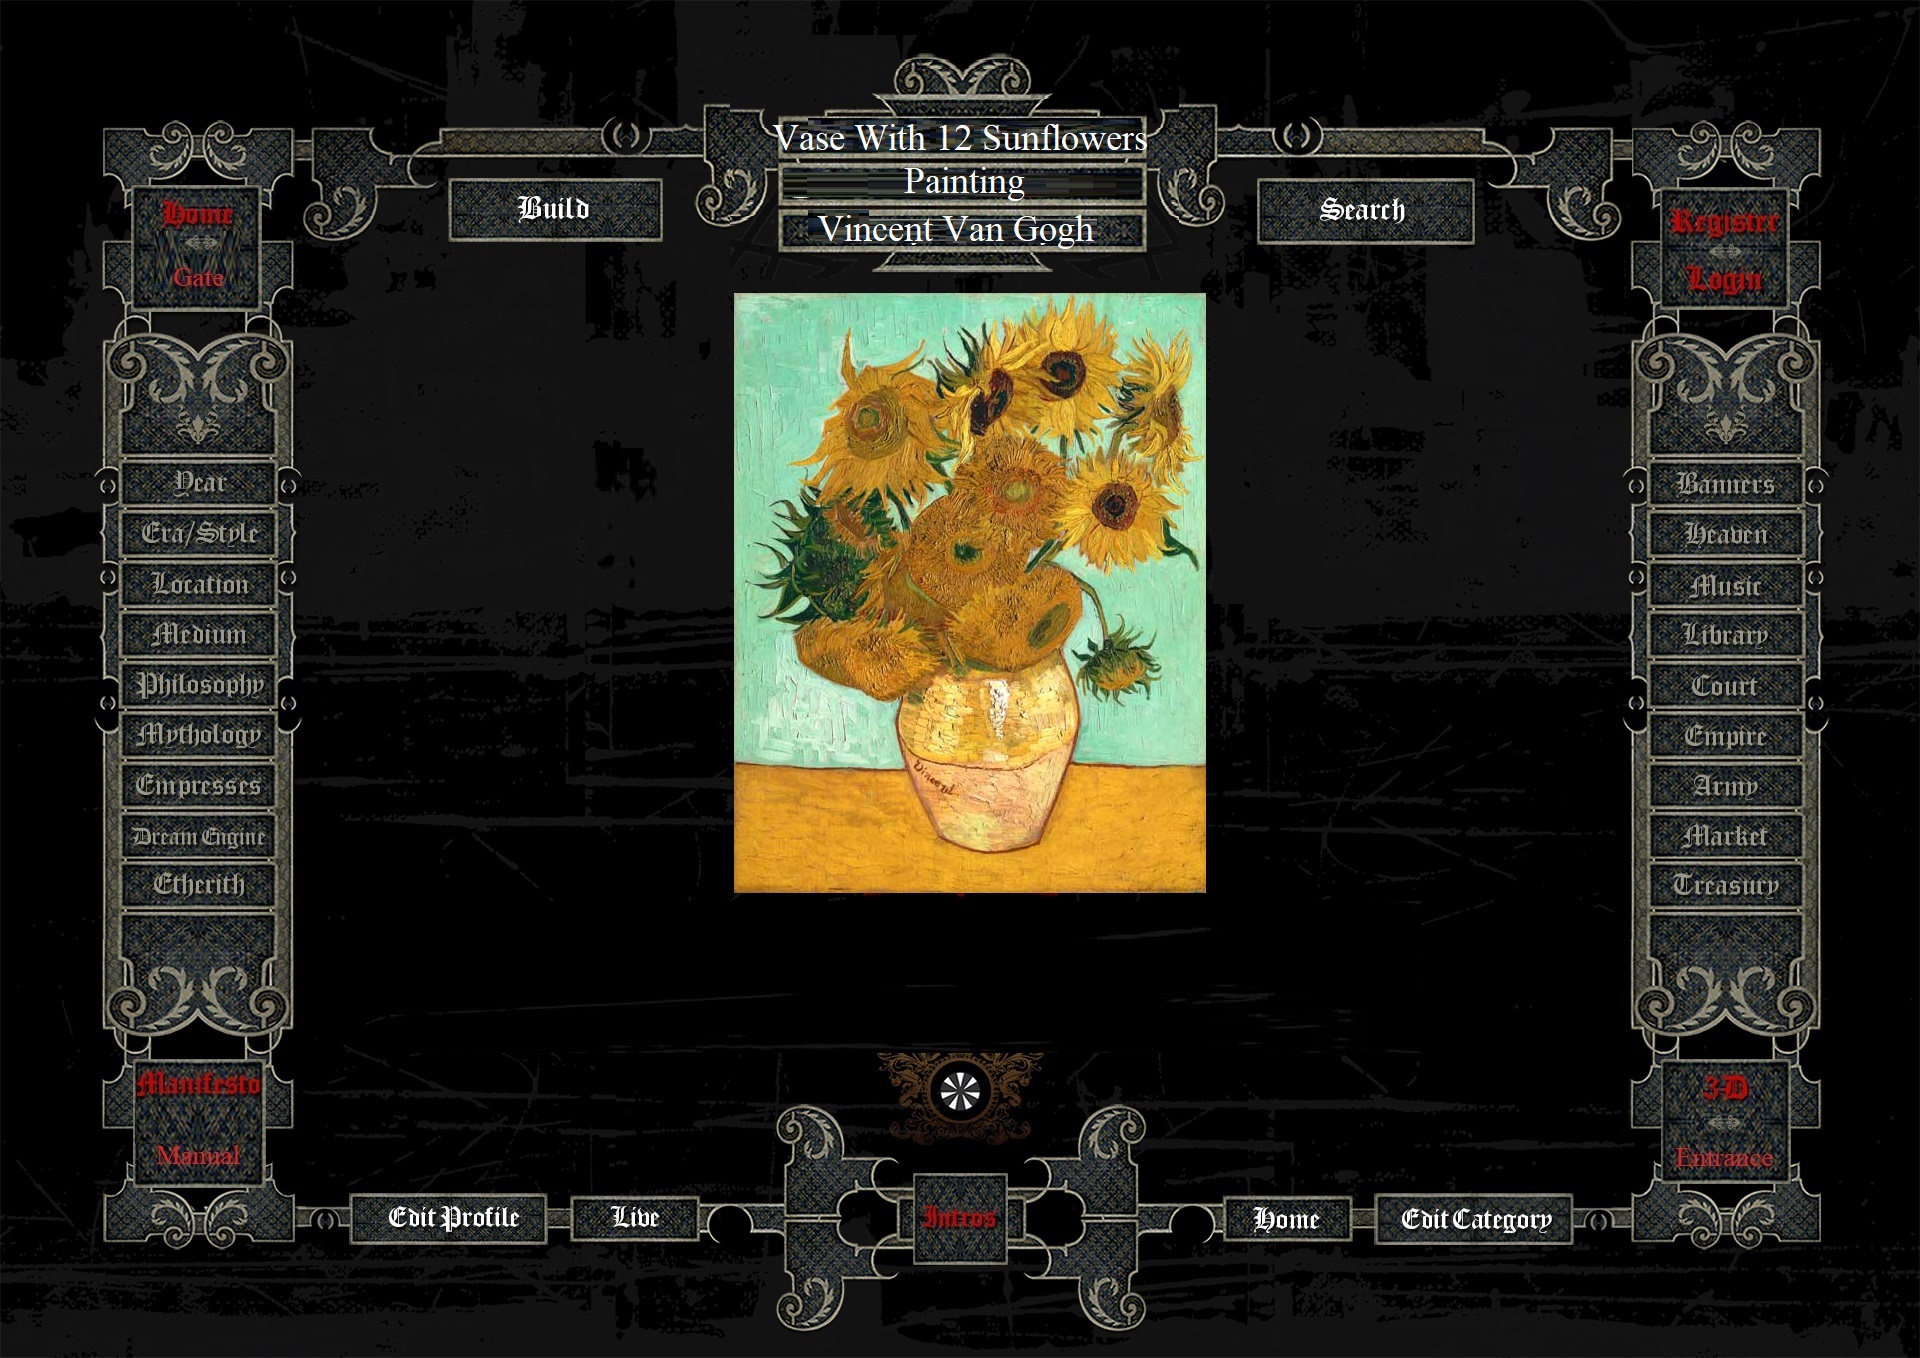 Vase With 12 Sunflowers
Painting
Vincent Van Gogh
Build
Search
Home
Gate
Register
Login
Year
Era/Style
Location
Medium
Philosophy
Mythology
Empresses
Dream Engine
Etherith
Vincent
Banners
Heaven
Music
Library
Court
Empire
Army
Market
Treasury
Manifesto
Manual
3D
Entrance
Edit Profile
Live
Intros
Home
Edit Category